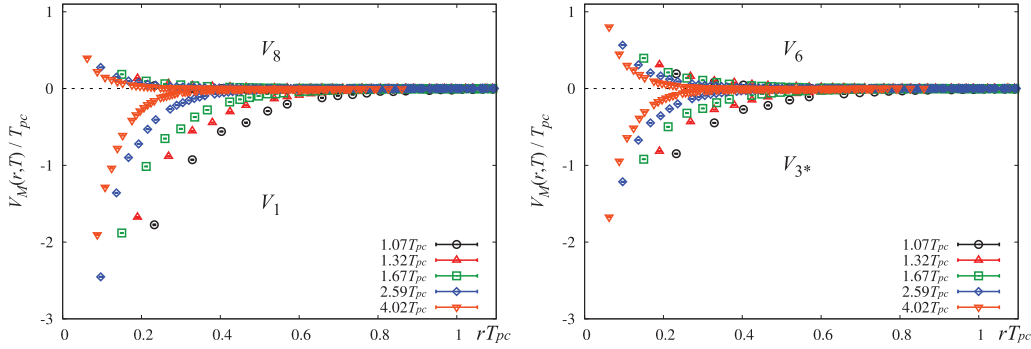 1
0
-1
-2
-3
V_M(r,T) / T_pc
V_8
V_1
1.07T_pc
1.32T_pc
1.67T_pc
2.59T_pc
4.02T_pc
0 0.2 0.4 0.6 0.8 1 rT_pc
1
0
-1
-2
-3
V_M(r,T) / T_pc
V_6
V_3*
1.07T_pc
1.32T_pc
1.67T_pc
2.59T_pc
4.02T_pc
0 0.2 0.4 0.6 0.8 1 rT_pc